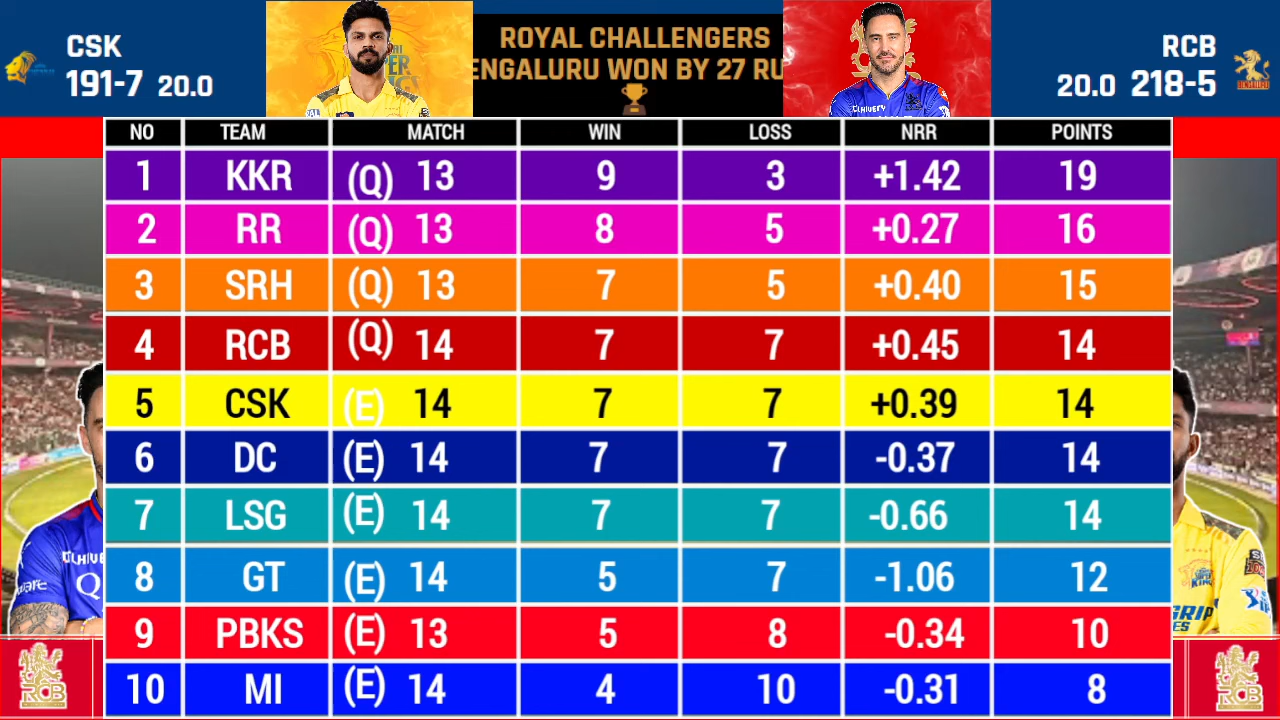 CSK
191-7 20.0
ROYAL CHALLENGERS
ENGALURU WON BY 27 RU
RCB
20.0 218-5
NO TEAM MATCH WIN LOSS NRR POINTS
1 KKR (Q) 13 9 3 +1.42 19
2 RR (Q) 13 8 5 +0.27 16
3 SRH (Q) 13 7 5 +0.40 15
4 RCB (Q) 14 7 7 +0.45 14
5 CSK (E) 14 7 7 +0.39 14
6 DC (E) 14 7 7 -0.37 14
7 LSG (E) 14 7 7 -0.66 14
8 GT (E) 14 5 7 -1.06 12
9 PBKS (E) 13 5 8 -0.34 10
10 MI (E) 14 4 10 -0.31 8
RCB
RCB